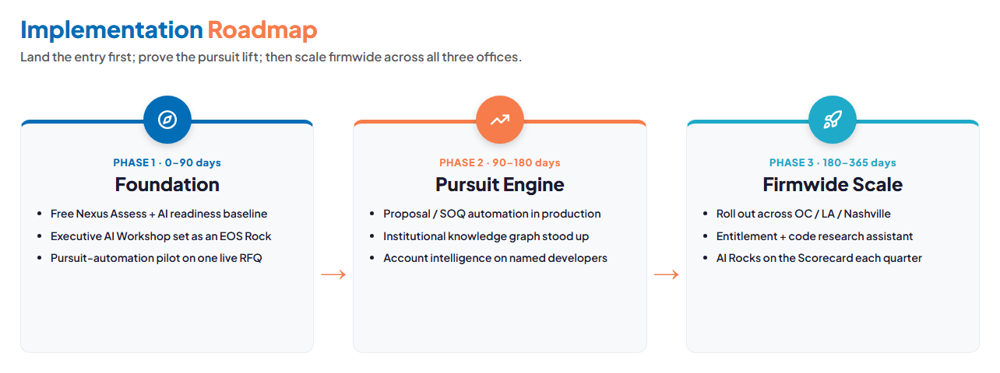 Implementation Roadmap
Land the entry first; prove the pursuit lift; then scale firmwide across all three offices.
PHASE 1 · 0–90 days
Foundation
• Free Nexus Assess + AI readiness baseline
• Executive AI Workshop set as an EOS Rock
• Pursuit-automation pilot on one live RFQ
→
PHASE 2 · 90–180 days
Pursuit Engine
• Proposal / SOQ automation in production
• Institutional knowledge graph stood up
• Account intelligence on named developers
→
PHASE 3 · 180–365 days
Firmwide Scale
• Roll out across OC / LA / Nashville
• Entitlement + code research assistant
• AI Rocks on the Scorecard each quarter